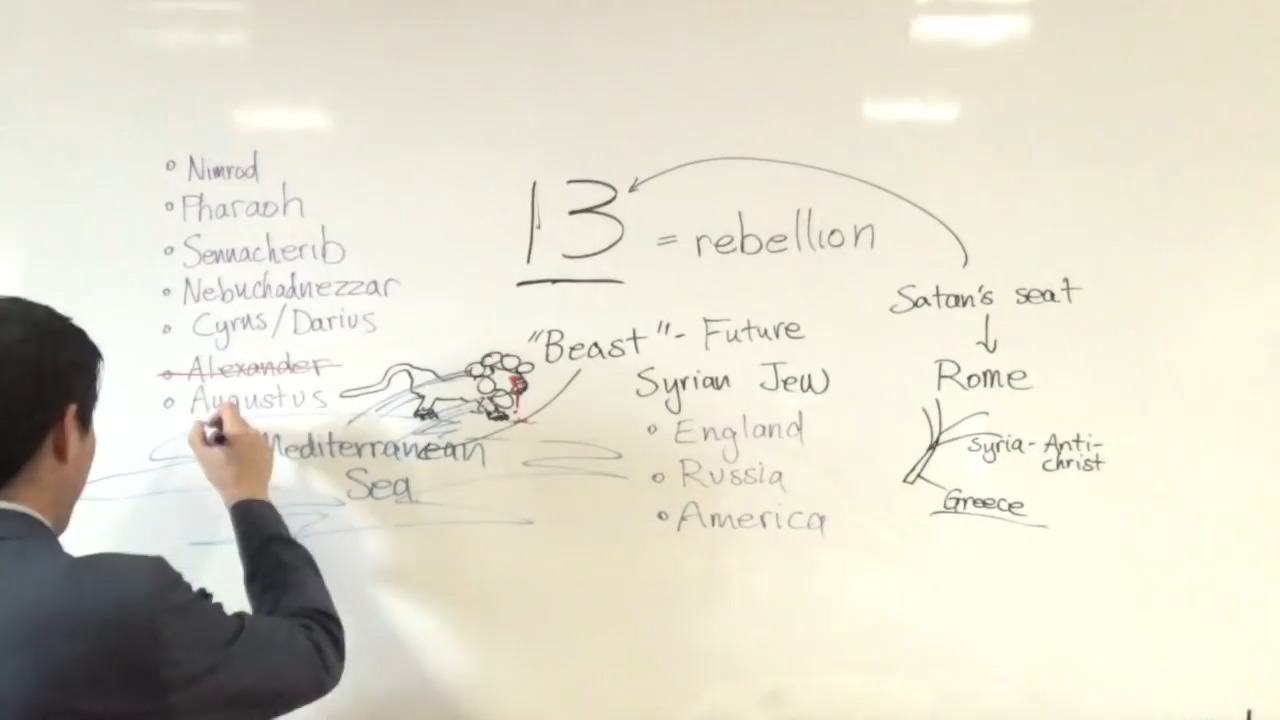 • Nimrod
• Pharaoh
• Sennacherib
• Nebuchadnezzar
• Cyrus/Darius
• Alexander
• Augustus
Mediterranean
Sea
13
= rebellion
"Beast" - Future
Syrian Jew
• England
• Russia
• America
Satan's seat
Rome
Syria - Anti-
christ
Greece